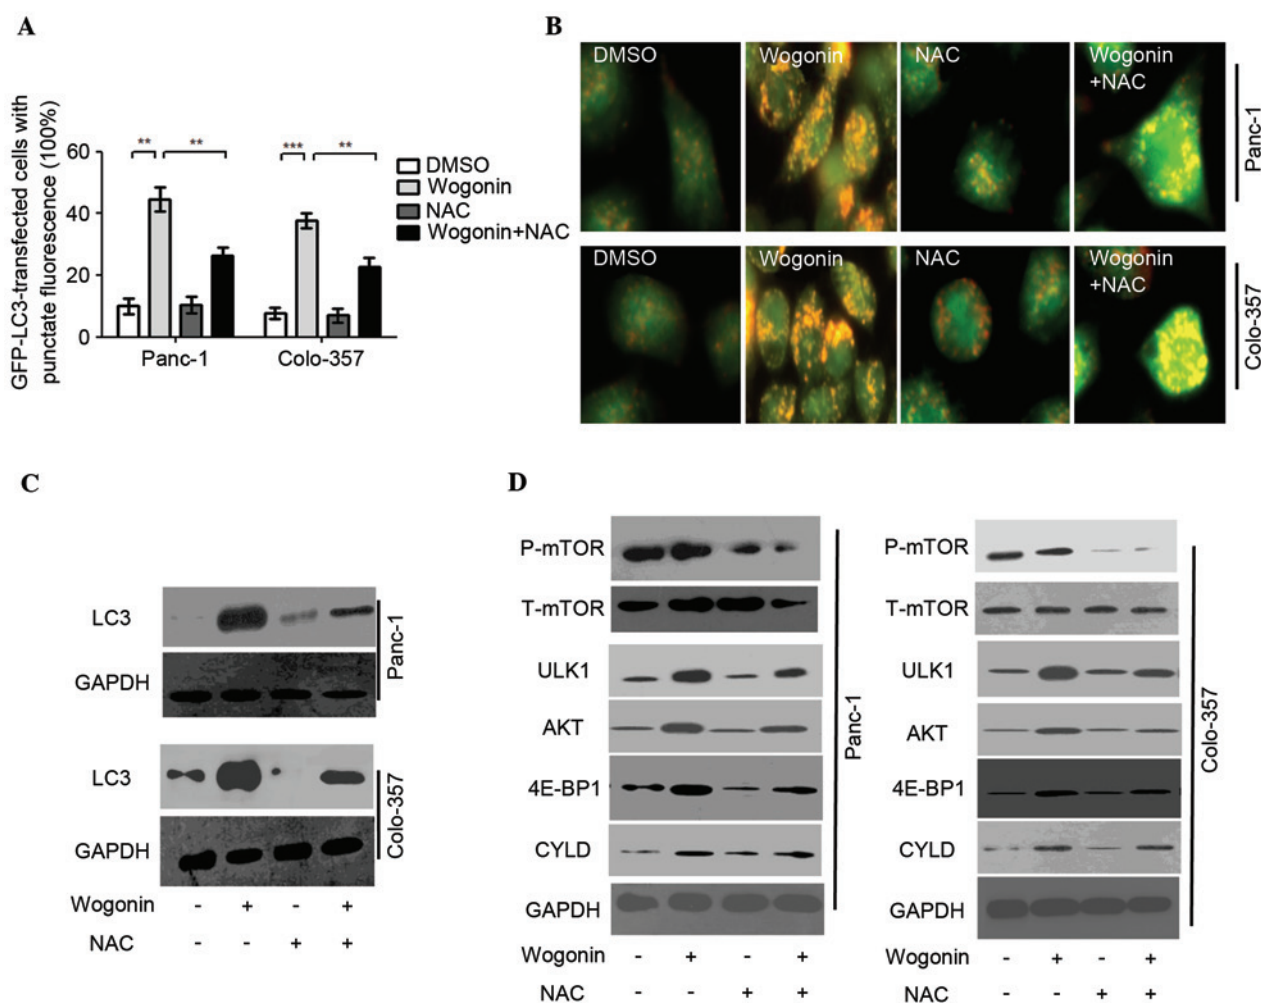 A
GFP-LC3-transfected cells with
punctate fluorescence (100%)
60
40
20
0
** **
*** **
Panc-1
Colo-357
DMSO
Wogonin
NAC
Wogonin+NAC
B
DMSO
Wogonin
NAC
Wogonin
+NAC
Panc-1
DMSO
Wogonin
NAC
Wogonin
+NAC
Colo-357
C
LC3
GAPDH
Panc-1
LC3
GAPDH
Colo-357
Wogonin - + - +
NAC - - + +
D
P-mTOR
T-mTOR
ULK1
AKT
4E-BP1
CYLD
GAPDH
Panc-1
Wogonin - + - +
NAC - - + +
P-mTOR
T-mTOR
ULK1
AKT
4E-BP1
CYLD
GAPDH
Colo-357
Wogonin - + - +
NAC - - + +